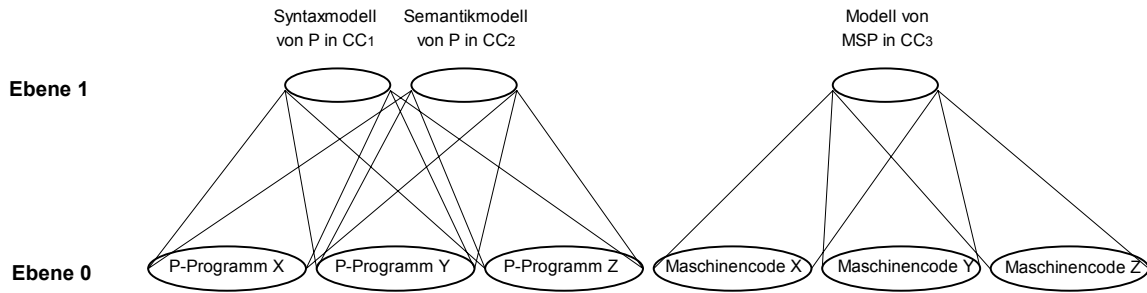 Syntaxmodell
von P in CC1
Semantikmodell
von P in CC2
Modell von
MSP in CC3
Ebene 1
Ebene 0
P-Programm X
P-Programm Y
P-Programm Z
Maschinencode X
Maschinencode Y
Maschinencode Z